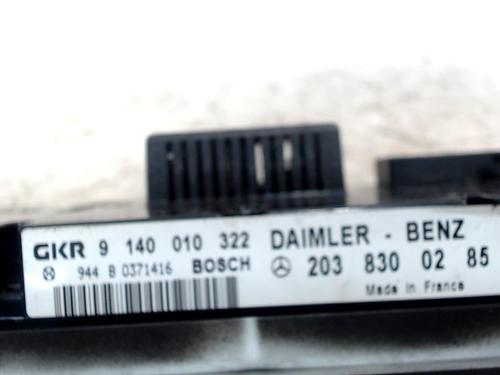 GKR 9 140 010 322 DAIMLER - BENZ
944 B 0371416 BOSCH 203 830 02 85
Made in France